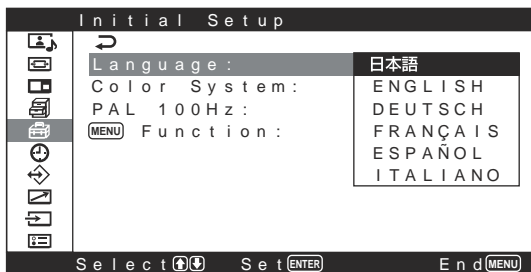 Initial Setup
Language:
日本語
Color System:
ENGLISH
PAL 100Hz:
DEUTSCH
MENU Function:
FRANÇAIS
ESPAÑOL
ITALIANO
Select Set ENTER End MENU